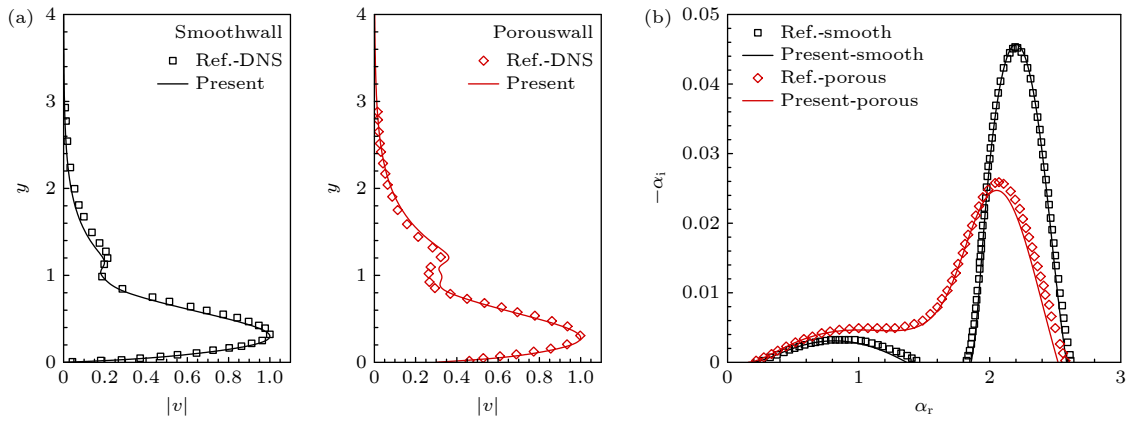 (a)
4
3
2
1
0
y
Smoothwall
Ref.-DNS
Present
0 0.2 0.4 0.6 0.8 1.0
|v|
4
3
2
1
0
y
Porouswall
Ref.-DNS
Present
0 0.2 0.4 0.6 0.8 1.0
|v|
(b)
0.05
0.04
0.03
0.02
0.01
0
−αi
Ref.-smooth
Present-smooth
Ref.-porous
Present-porous
0 1 2 3
αr